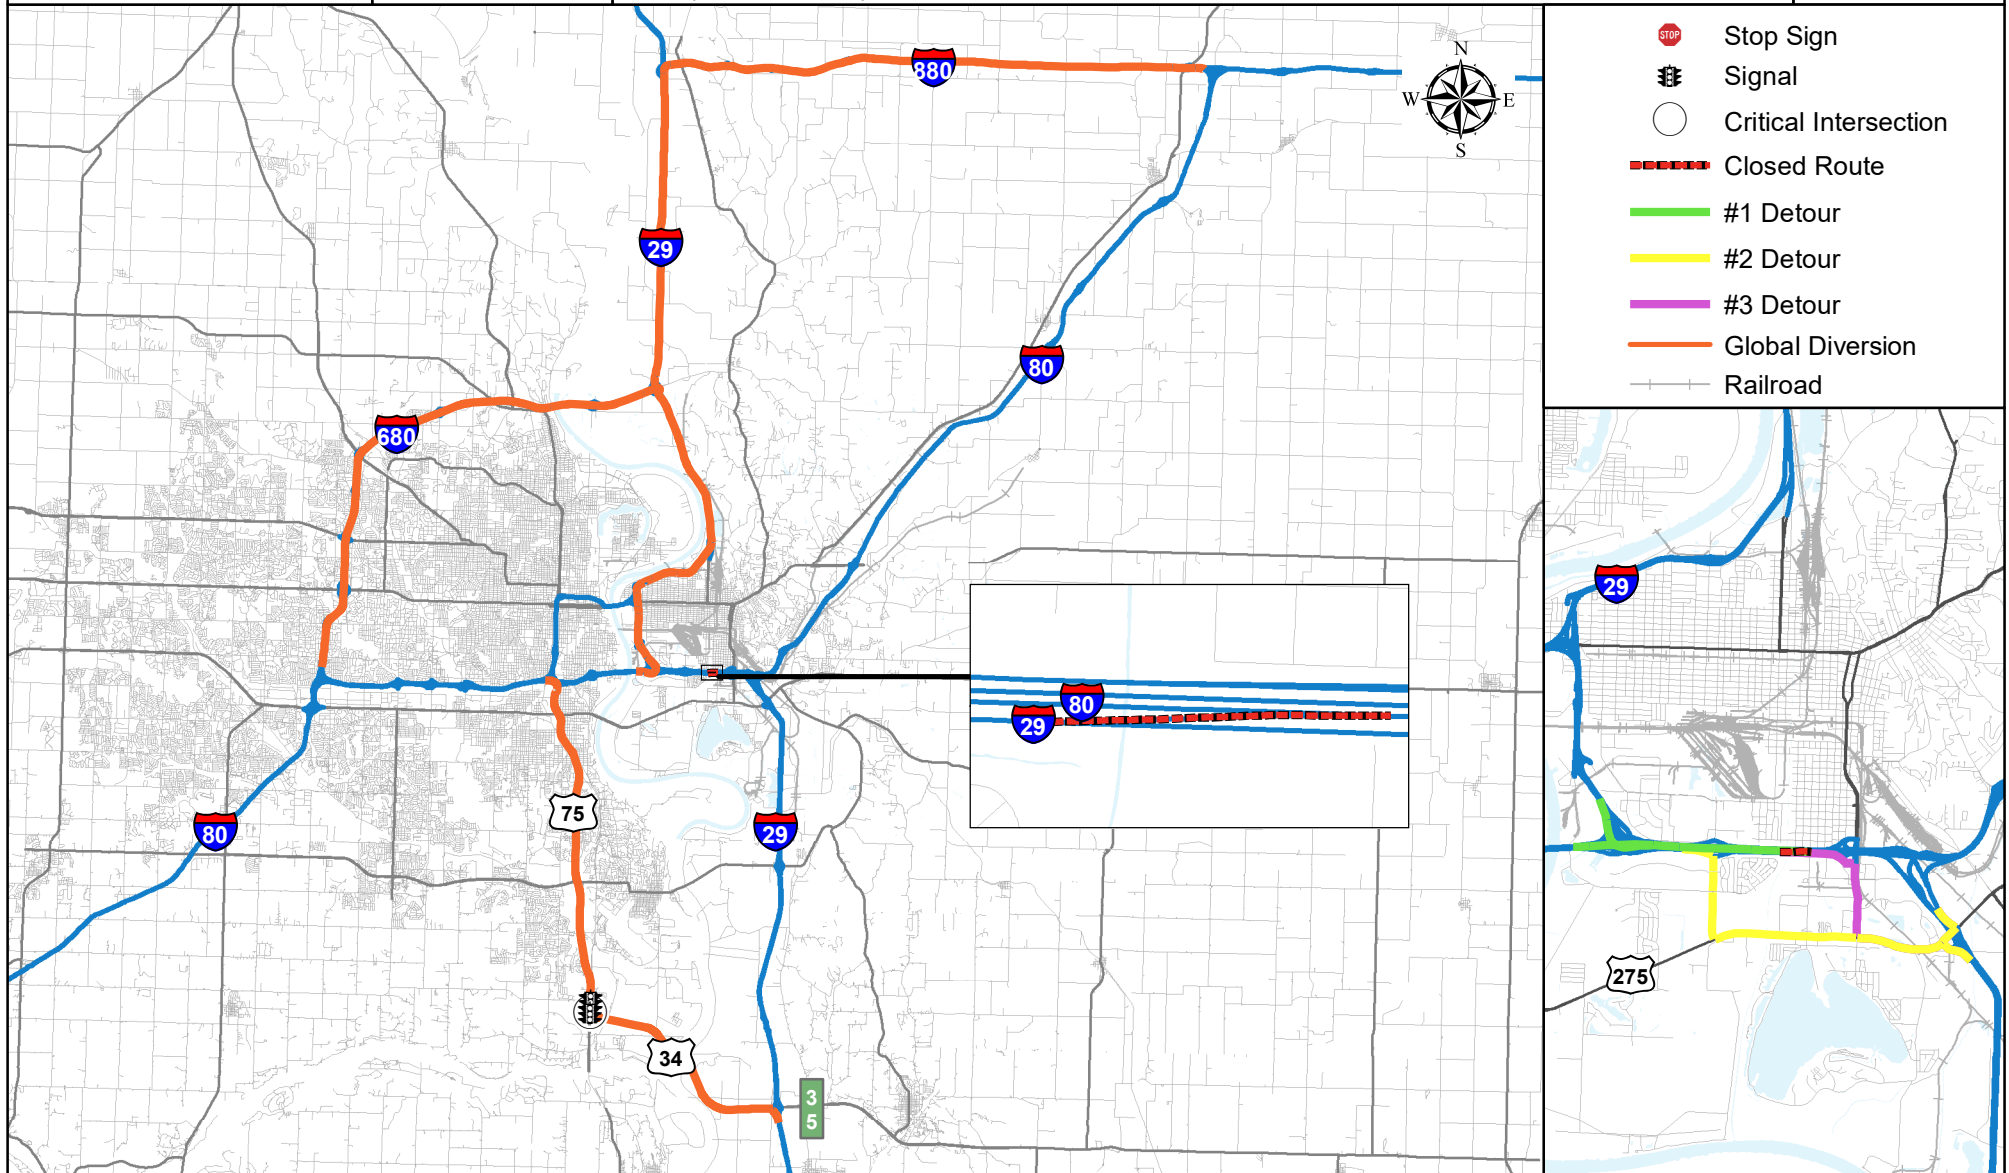 880
N
W
E
S
29
80
680
80
29
75
80
29
34
3
5
STOP
Stop Sign
Signal
Critical Intersection
Closed Route
#1 Detour
#2 Detour
#3 Detour
Global Diversion
Railroad
29
275